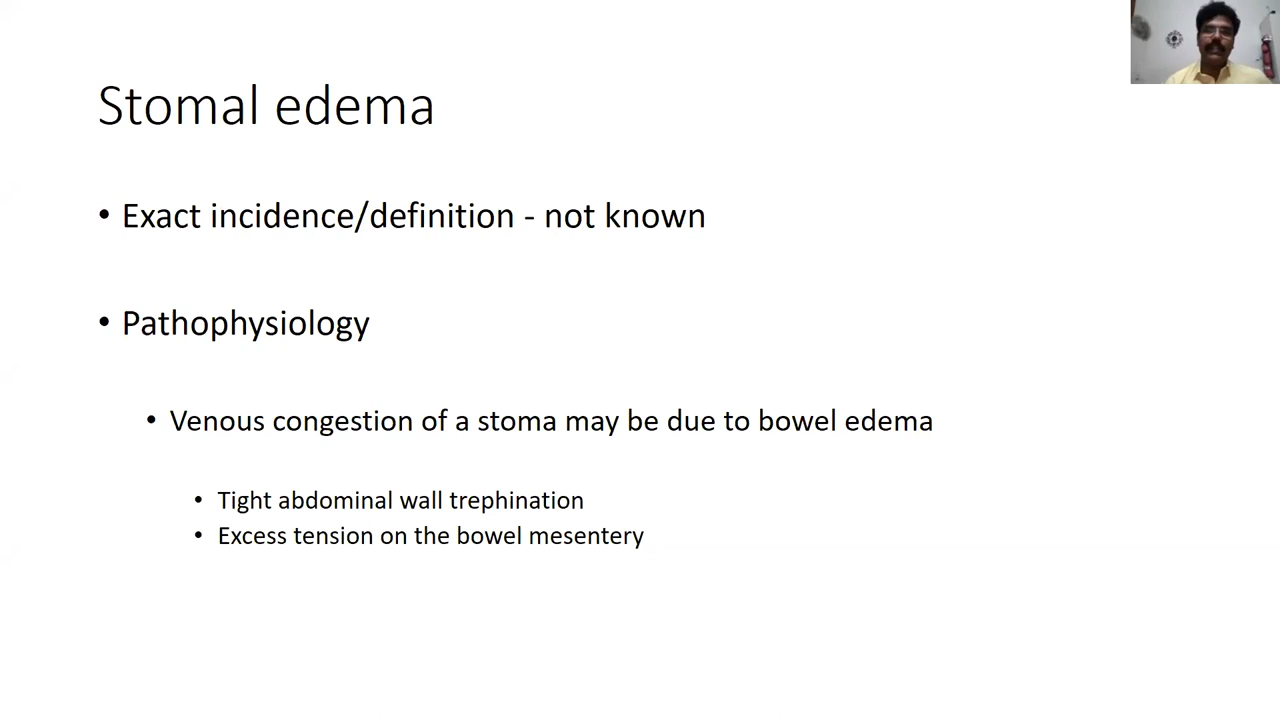 Stomal edema
• Exact incidence/definition - not known
• Pathophysiology
• Venous congestion of a stoma may be due to bowel edema
• Tight abdominal wall trephination
• Excess tension on the bowel mesentery